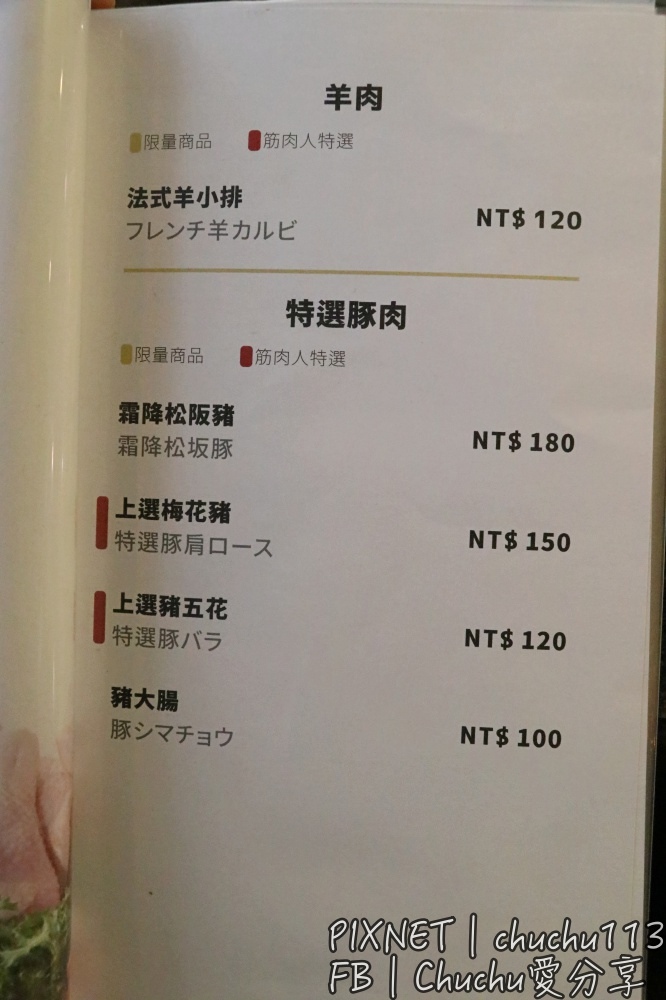 羊肉
限量商品 筋肉人特選
法式羊小排
フレンチ羊カルビ
NT$ 120
特選豚肉
限量商品 筋肉人特選
霜降松阪豬
霜降松坂豚
NT$ 180
上選梅花豬
特選豚肩ロース
NT$ 150
上選豬五花
特選豚バラ
NT$ 120
豬大腸
豚シマチョウ
NT$ 100
PIXNET | chuchu113
FB | Chuchu愛分享